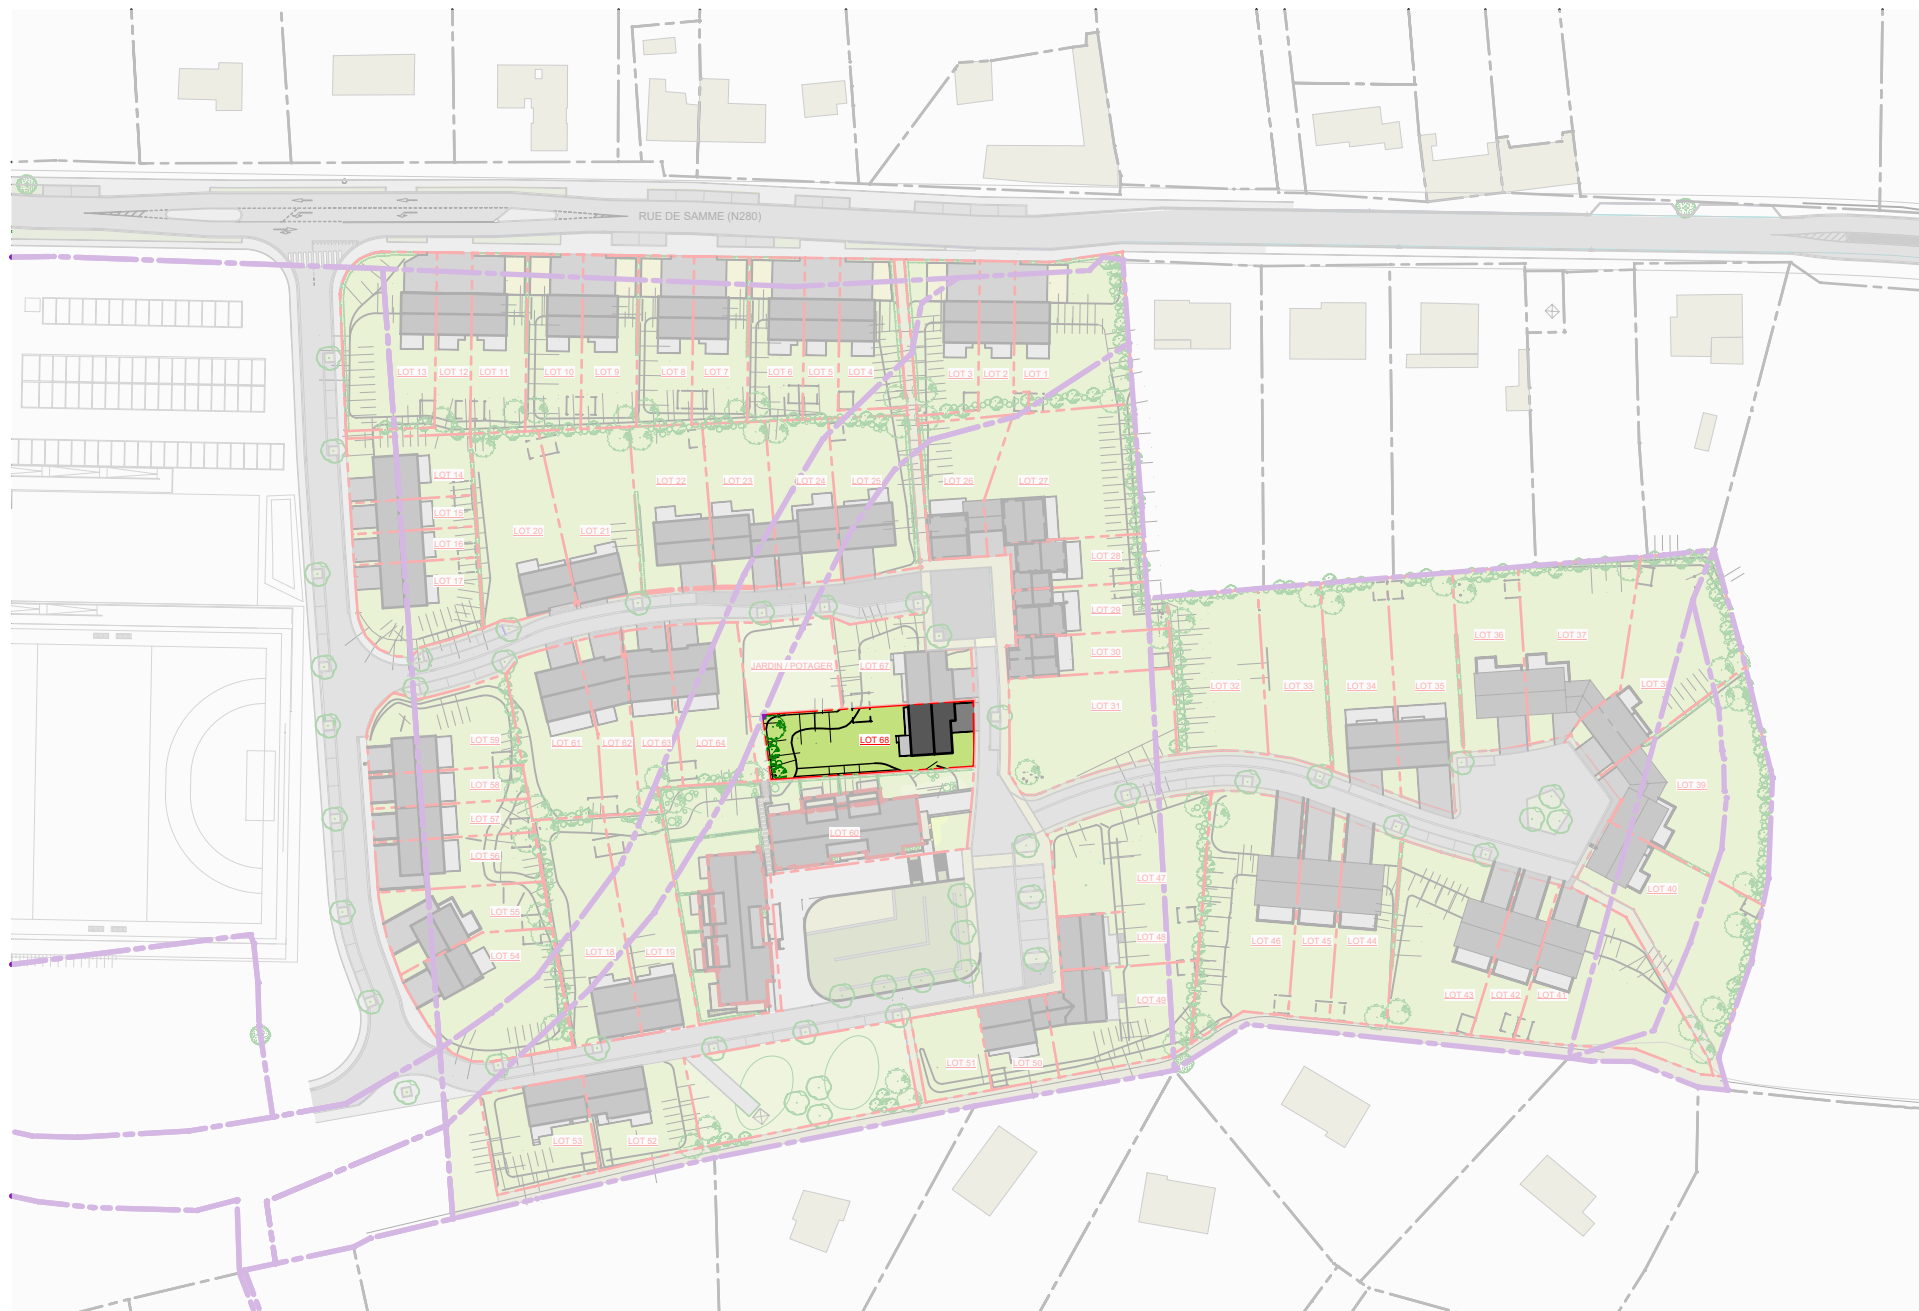 RUE DE SAMME (N280)
LOT 13
LOT 12
LOT 11
LOT 10
LOT 9
LOT 8
LOT 7
LOT 6
LOT 5
LOT 4
LOT 3
LOT 2
LOT 1
LOT 14
LOT 15
LOT 16
LOT 17
LOT 20
LOT 21
LOT 22
LOT 23
LOT 24
LOT 25
LOT 26
LOT 27
LOT 28
LOT 29
LOT 30
LOT 31
LOT 32
LOT 33
LOT 34
LOT 35
LOT 36
LOT 37
LOT 38
LOT 39
LOT 40
JARDIN / POTAGER
LOT 67
LOT 68
LOT 59
LOT 58
LOT 57
LOT 56
LOT 55
LOT 54
LOT 61
LOT 62
LOT 63
LOT 64
LOT 60
LOT 18
LOT 19
LOT 47
LOT 48
LOT 49
LOT 46
LOT 45
LOT 44
LOT 43
LOT 42
LOT 41
LOT 51
LOT 50
LOT 53
LOT 52